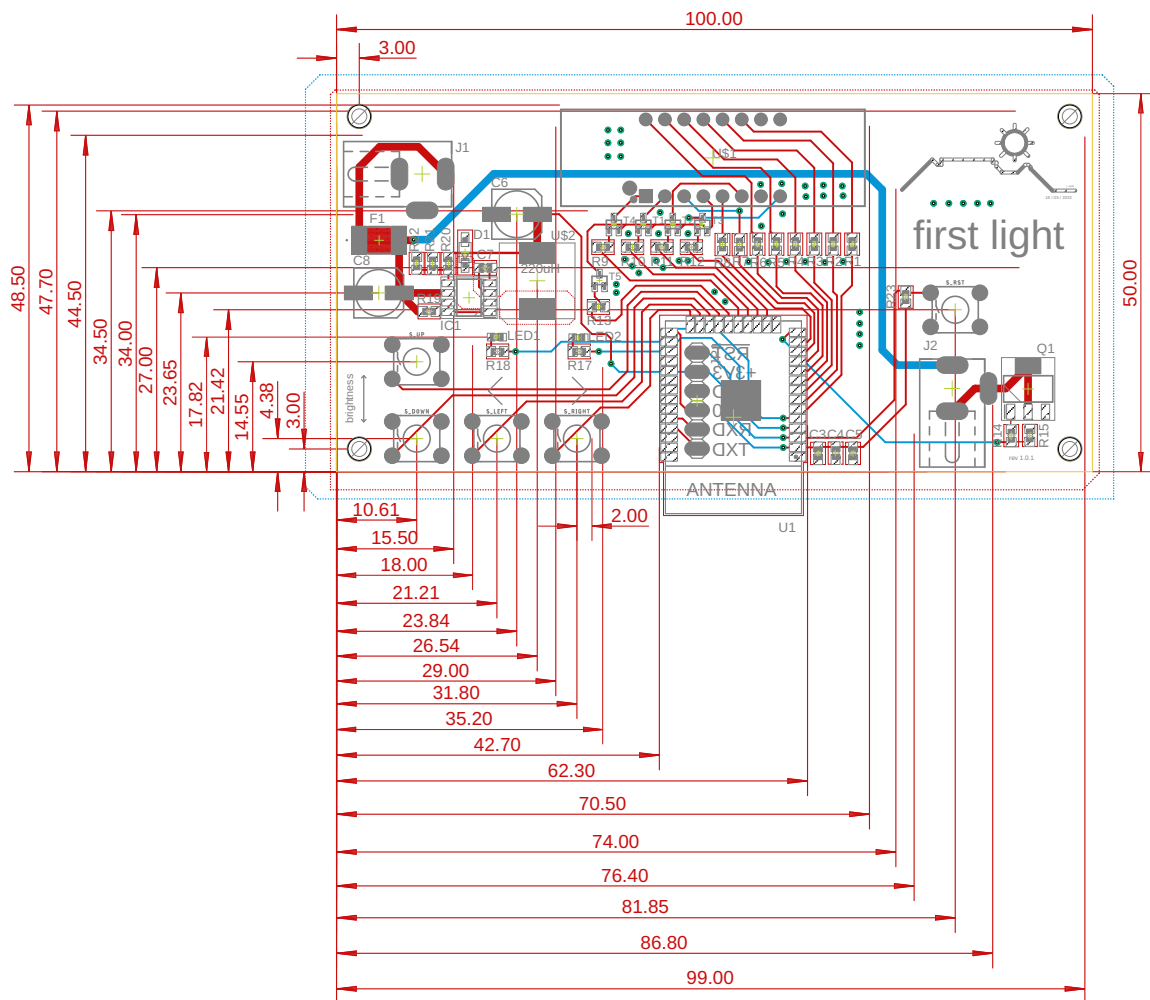 100.00
3.00
J1
U$1
C6
F1
T4
D1
U$2
first light
R9
R11
C7
220uH
C8
T5
S_RST
R23
R19
R13
IC1
S_UP
LED1
LED2
J2
Q1
R18
R17
RST
+3V3
RXD
TXD
brightness
S_DOWN
S_LEFT
S_RIGHT
C3
C4
C5
R14
R15
rev 1.0.1
ANTENNA
U1
48.50
47.70
44.50
34.50
34.00
27.00
23.65
17.82
21.42
14.55
4.38
3.00
50.00
10.61
2.00
15.50
18.00
21.21
23.84
26.54
29.00
31.80
35.20
42.70
62.30
70.50
74.00
76.40
81.85
86.80
99.00